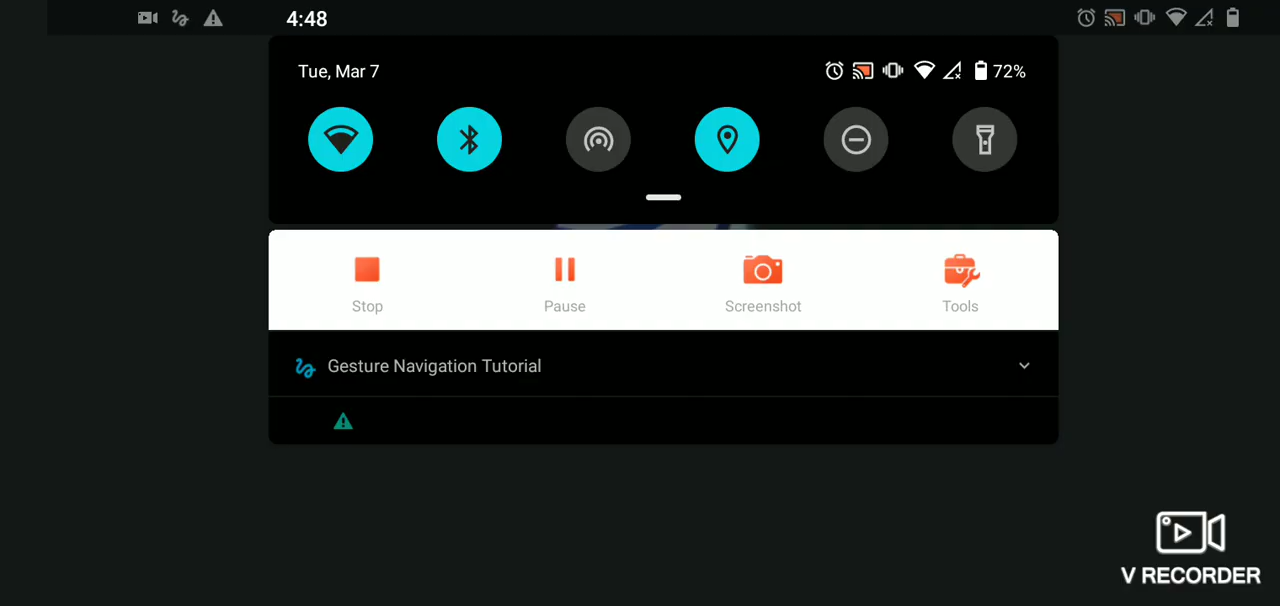 4:48
Tue, Mar 7
72%
Stop Pause Screenshot Tools
Gesture Navigation Tutorial
V RECORDER